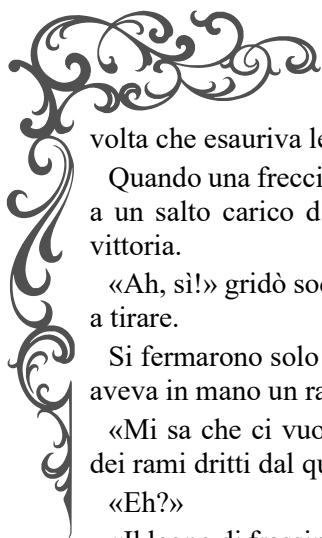 volta che esauriva le
Quando una frecci
a un salto carico d
vittoria.
«Ah, sì!» gridò so
a tirare.
Si fermarono solo
aveva in mano un ra
«Mi sa che ci vuo
dei rami dritti dal qu
«Eh?»